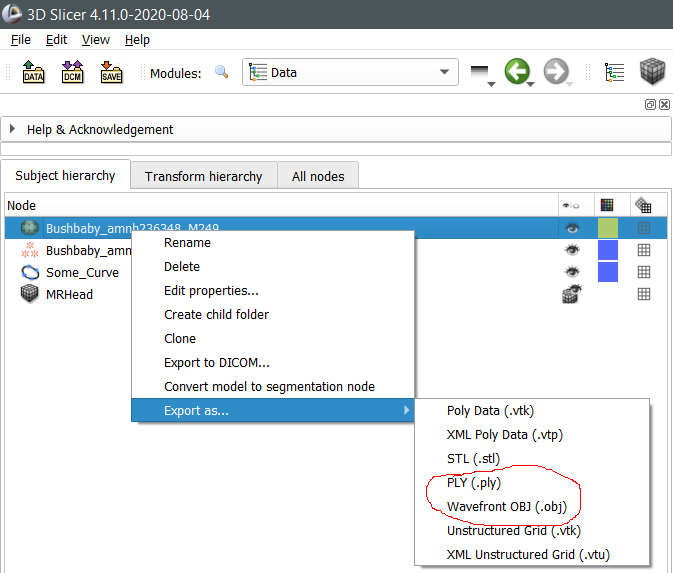 3D Slicer 4.11.0-2020-08-04
File Edit View Help
DATA DCM SAVE Modules: Data
Help & Acknowledgement
Subject hierarchy Transform hierarchy All nodes
Node
Bushbaby_amnh236348_M249
Bushbaby_amn
Some_Curve
MRHead
Rename
Delete
Edit properties...
Create child folder
Clone
Export to DICOM...
Convert model to segmentation node
Export as...
Poly Data (.vtk)
XML Poly Data (.vtp)
STL (.stl)
PLY (.ply)
Wavefront OBJ (.obj)
Unstructured Grid (.vtk)
XML Unstructured Grid (.vtu)